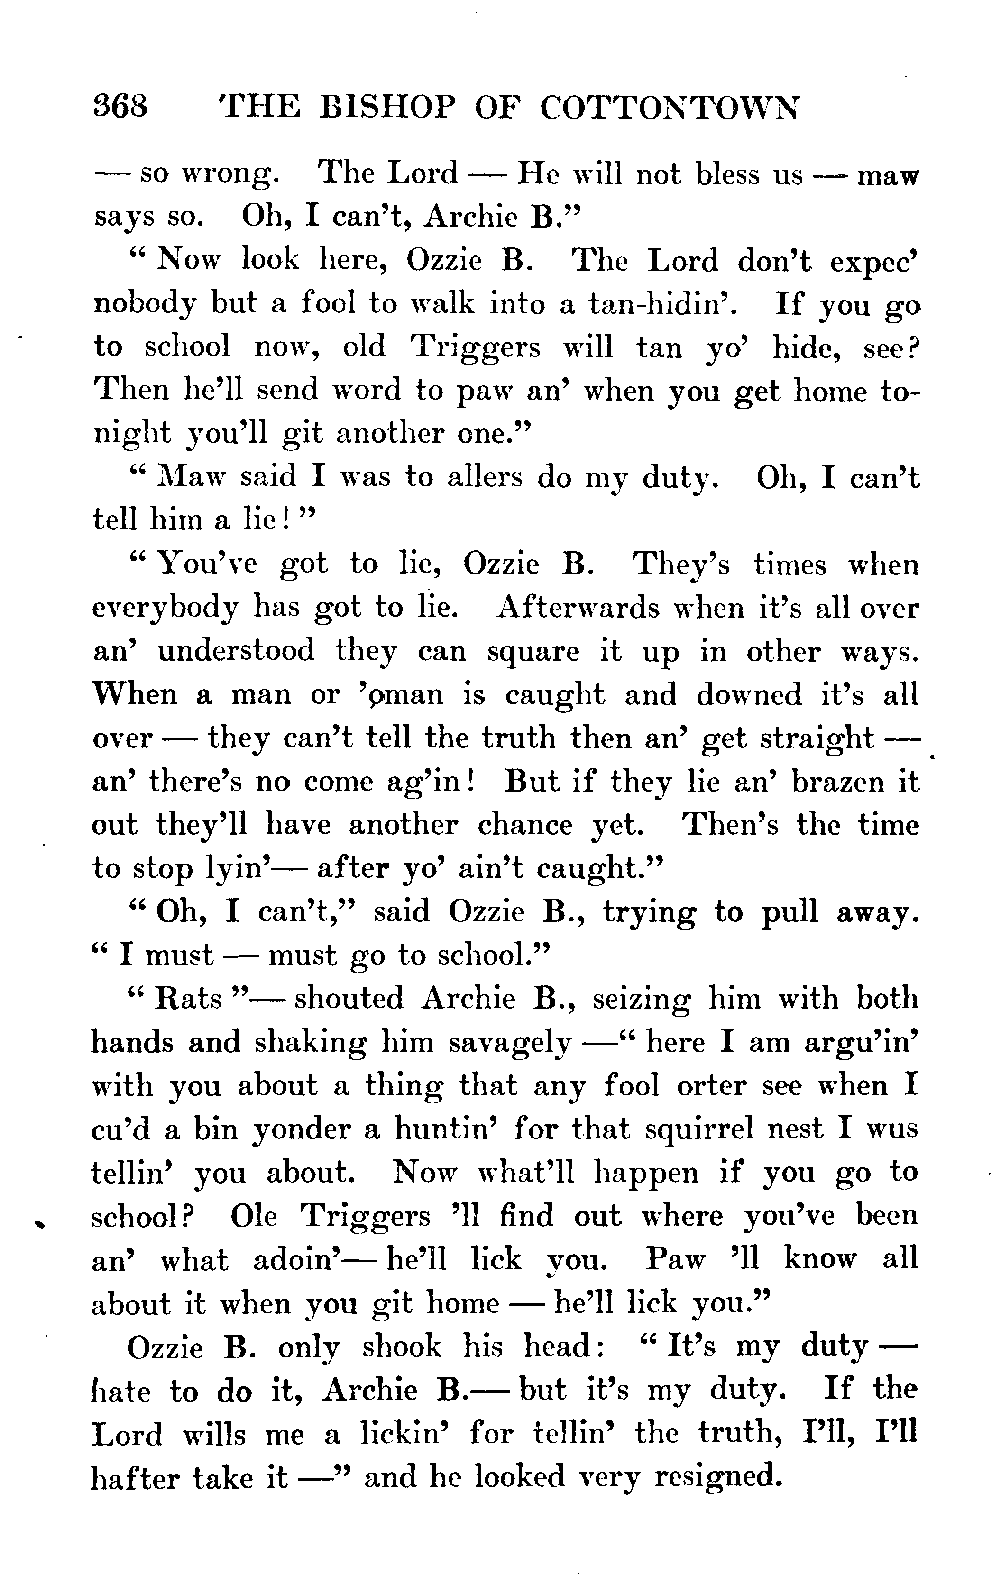 368 THE BISHOP OF COTTONTOWN
— so wrong. The Lord — He will not bless us — maw
says so. Oh, I can't, Archie B."
" Now look here, Ozzie B. The Lord don't expec'
nobody but a fool to walk into a tan-hidin'. If you go
to school now, old Triggers will tan yo' hide, see?
Then he'll send word to paw an' when you get home to-
night you'll git another one."
" Maw said I was to allers do my duty. Oh, I can't
tell him a lie! "
" You've got to lie, Ozzie B. They's times when
everybody has got to lie. Afterwards when it's all over
an' understood they can square it up in other ways.
When a man or 'oman is caught and downed it's all
over — they can't tell the truth then an' get straight —
an' there's no come ag'in! But if they lie an' brazen it
out they'll have another chance yet. Then's the time
to stop lyin'— after yo' ain't caught."
" Oh, I can't," said Ozzie B., trying to pull away.
" I must — must go to school."
" Rats "— shouted Archie B., seizing him with both
hands and shaking him savagely —" here I am argu'in'
with you about a thing that any fool orter see when I
cu'd a bin yonder a huntin' for that squirrel nest I wus
tellin' you about. Now what'll happen if you go to
school? Ole Triggers 'll find out where you've been
an' what adoin'— he'll lick you. Paw 'll know all
about it when you git home — he'll lick you."
Ozzie B. only shook his head: " It's my duty —
hate to do it, Archie B.— but it's my duty. If the
Lord wills me a lickin' for tellin' the truth, I'll, I'll
hafter take it —" and he looked very resigned.